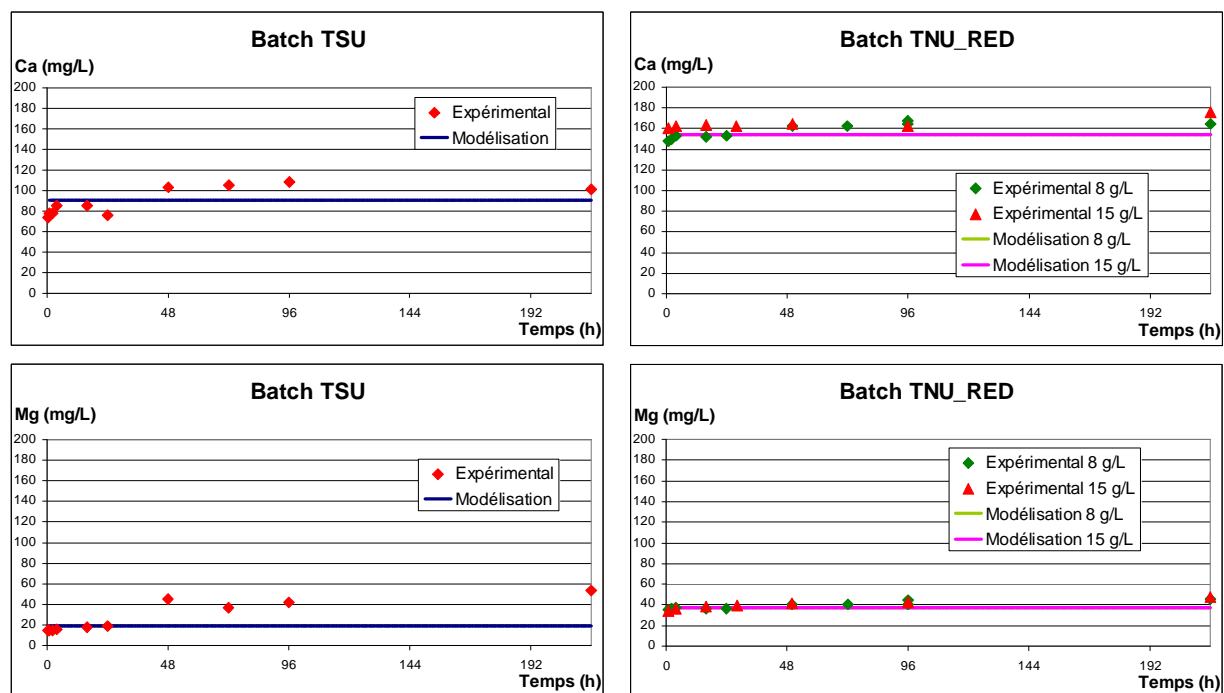 Batch TSU
Ca (mg/L)
200
180
160
140
120
100
80
60
40
20
0
Expérimental
Modélisation
0 48 96 144 192
Temps (h)
Batch TNU_RED
Ca (mg/L)
200
180
160
140
120
100
80
60
40
20
0
Expérimental 8 g/L
Expérimental 15 g/L
Modélisation 8 g/L
Modélisation 15 g/L
0 48 96 144 192
Temps (h)
Batch TSU
Mg (mg/L)
200
180
160
140
120
100
80
60
40
20
0
Expérimental
Modélisation
0 48 96 144 192
Temps (h)
Batch TNU_RED
Mg (mg/L)
200
180
160
140
120
100
80
60
40
20
0
Expérimental 8 g/L
Expérimental 15 g/L
Modélisation 8 g/L
Modélisation 15 g/L
0 48 96 144 192
Temps (h)